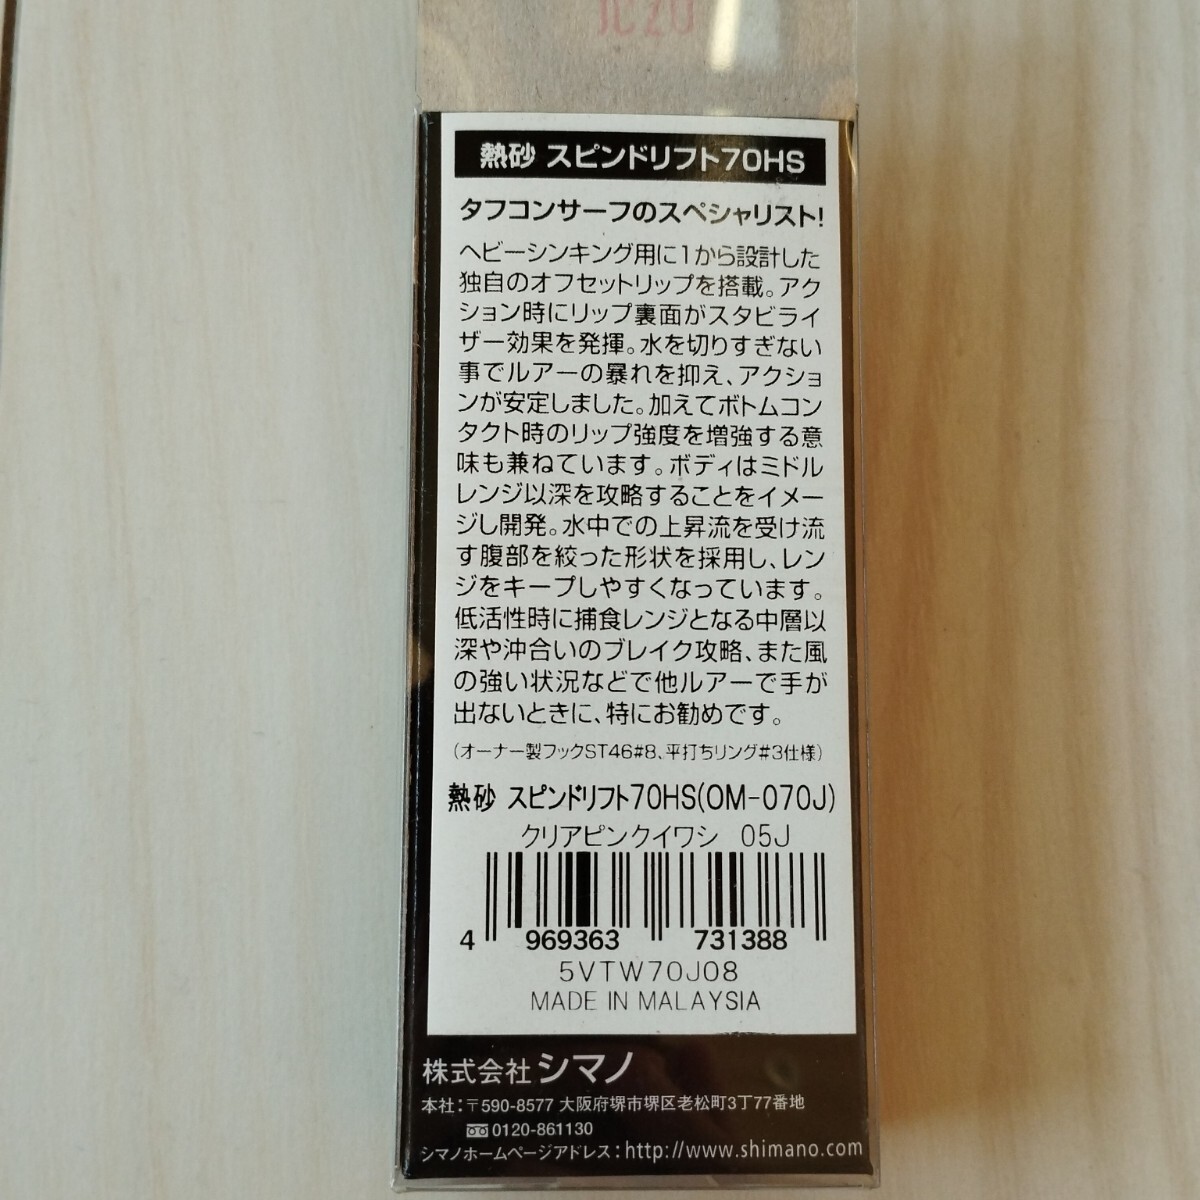 熱砂 スピンドリフト70HS
タフコンサーフのスペシャリスト!
ヘビーシンキング用に1から設計した
独自のオフセットリップを搭載。アク
ション時にリップ裏面がスタビライ
ザー効果を発揮。水を切りすぎない
事でルアーの暴れを抑え、アクショ
ンが安定しました。加えてボトムコン
タクト時のリップ強度を増強する意
味も兼ねています。ボディはミドル
レンジ以深を攻略することをイメー
ジし開発。水中での上昇流を受け流
す腹部を絞った形状を採用し、レン
ジをキープしやすくなっています。
低活性時に捕食レンジとなる中層以
深や沖合いのブレイク攻略、また風
の強い状況などで他ルアーで手が
出ないときに、特にお勧めです。
(オーナー製フックST46#8、平打ちリング#3仕様)
熱砂 スピンドリフト70HS(OM-070J)
クリアピンクイワシ 05J
4 969363 731388
5VTW70J08
MADE IN MALAYSIA
株式会社 シマノ
本社:〒590-8577 大阪府堺市堺区老松町3丁77番地
0120-861130
シマノホームページアドレス:http://www.shimano.com